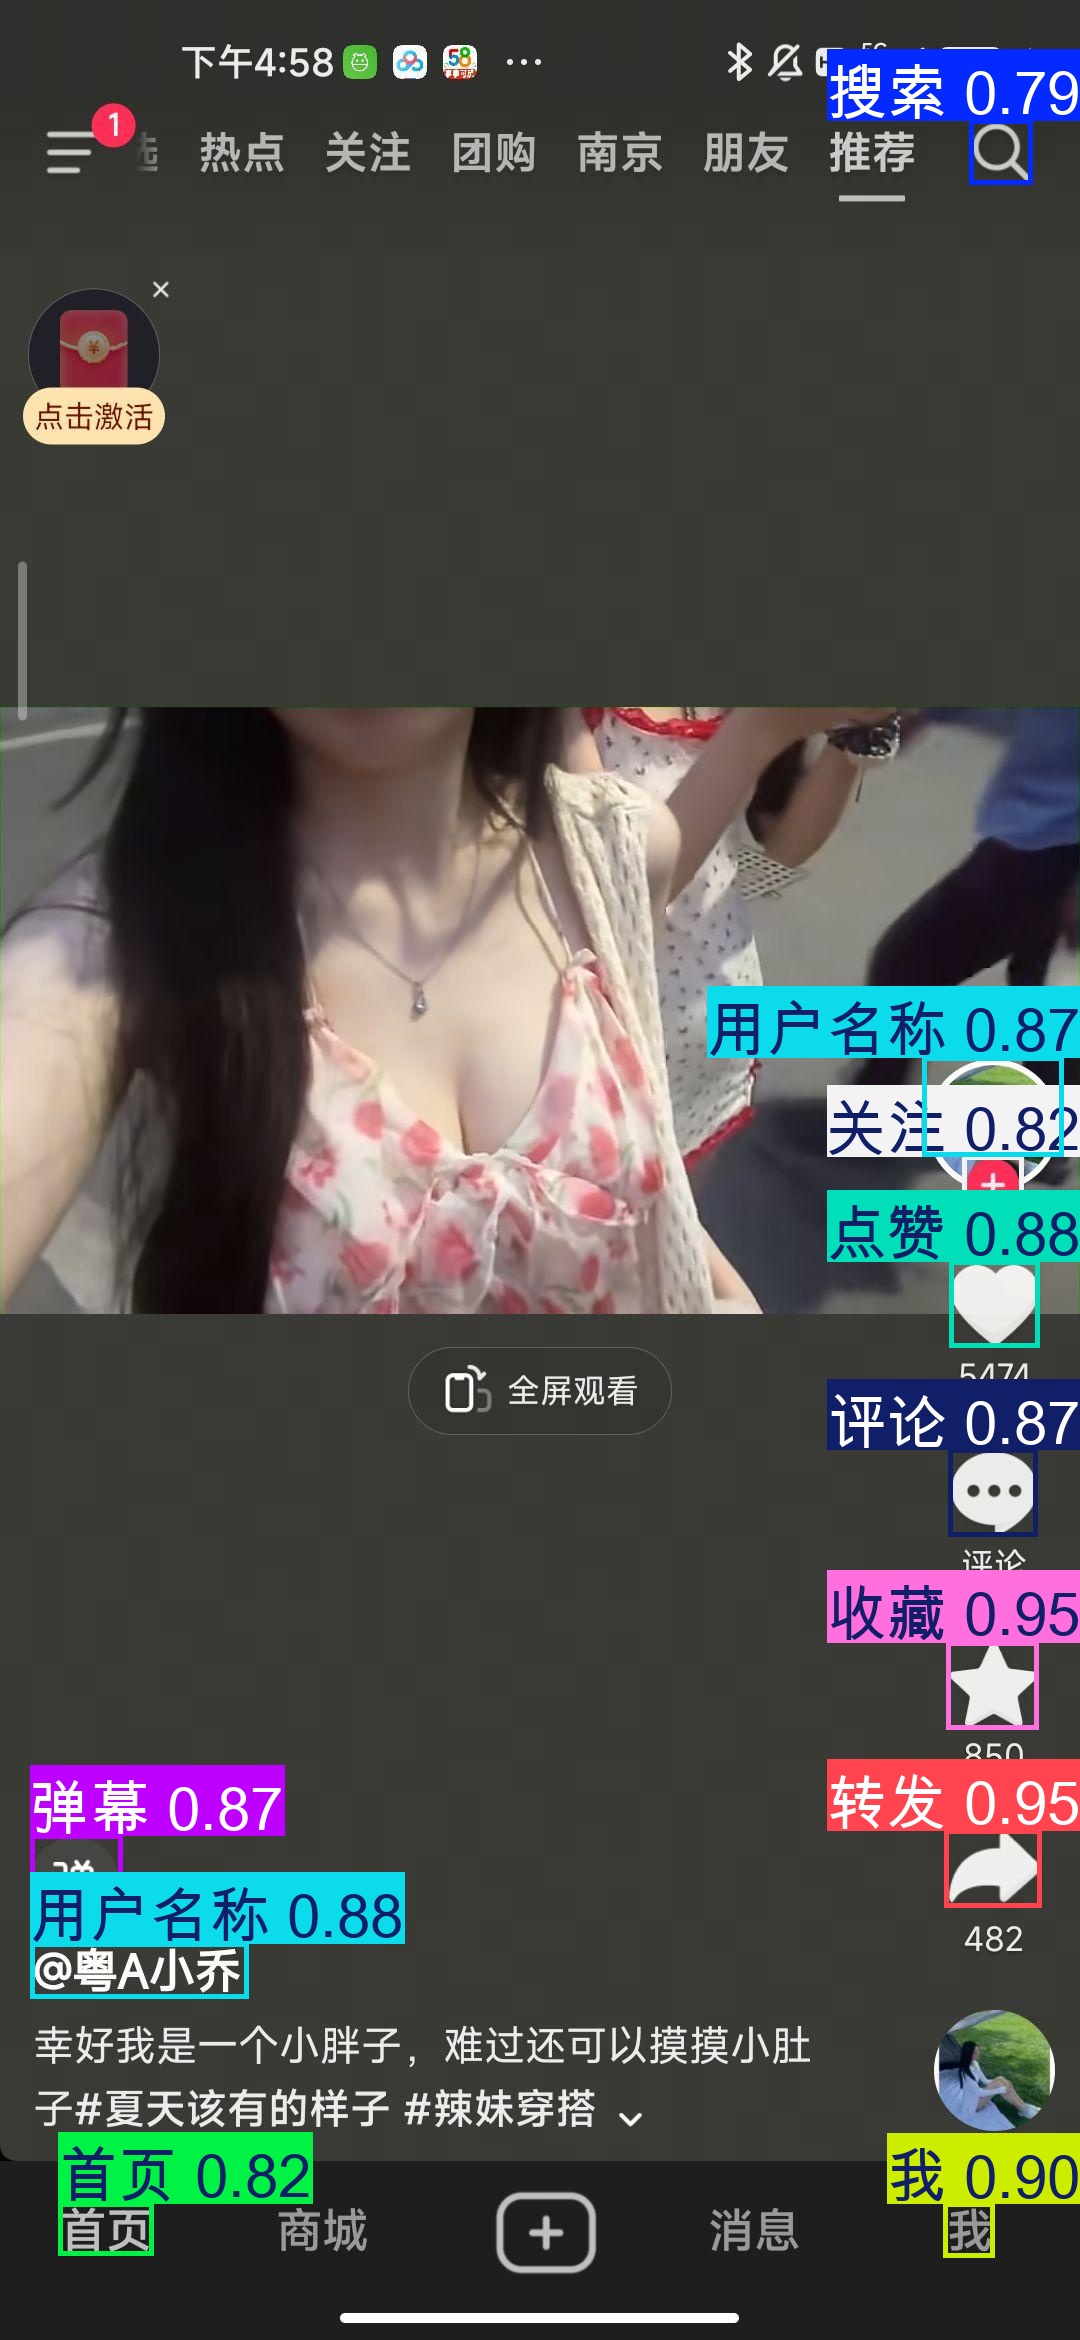 下午4:58
搜索 0.79
1
热点 关注 团购 南京 朋友 推荐
点击激活
用户名称 0.87
关注 0.82
点赞 0.88
5474
全屏观看
评论 0.87
评论
收藏 0.95
850
转发 0.95
弹幕 0.87
用户名称 0.88
482
@粤A小乔
幸好我是一个小胖子，难过还可以摸摸小肚
子#夏天该有的样子 #辣妹穿搭
首页 0.82
我 0.90
首页 商城 消息 我